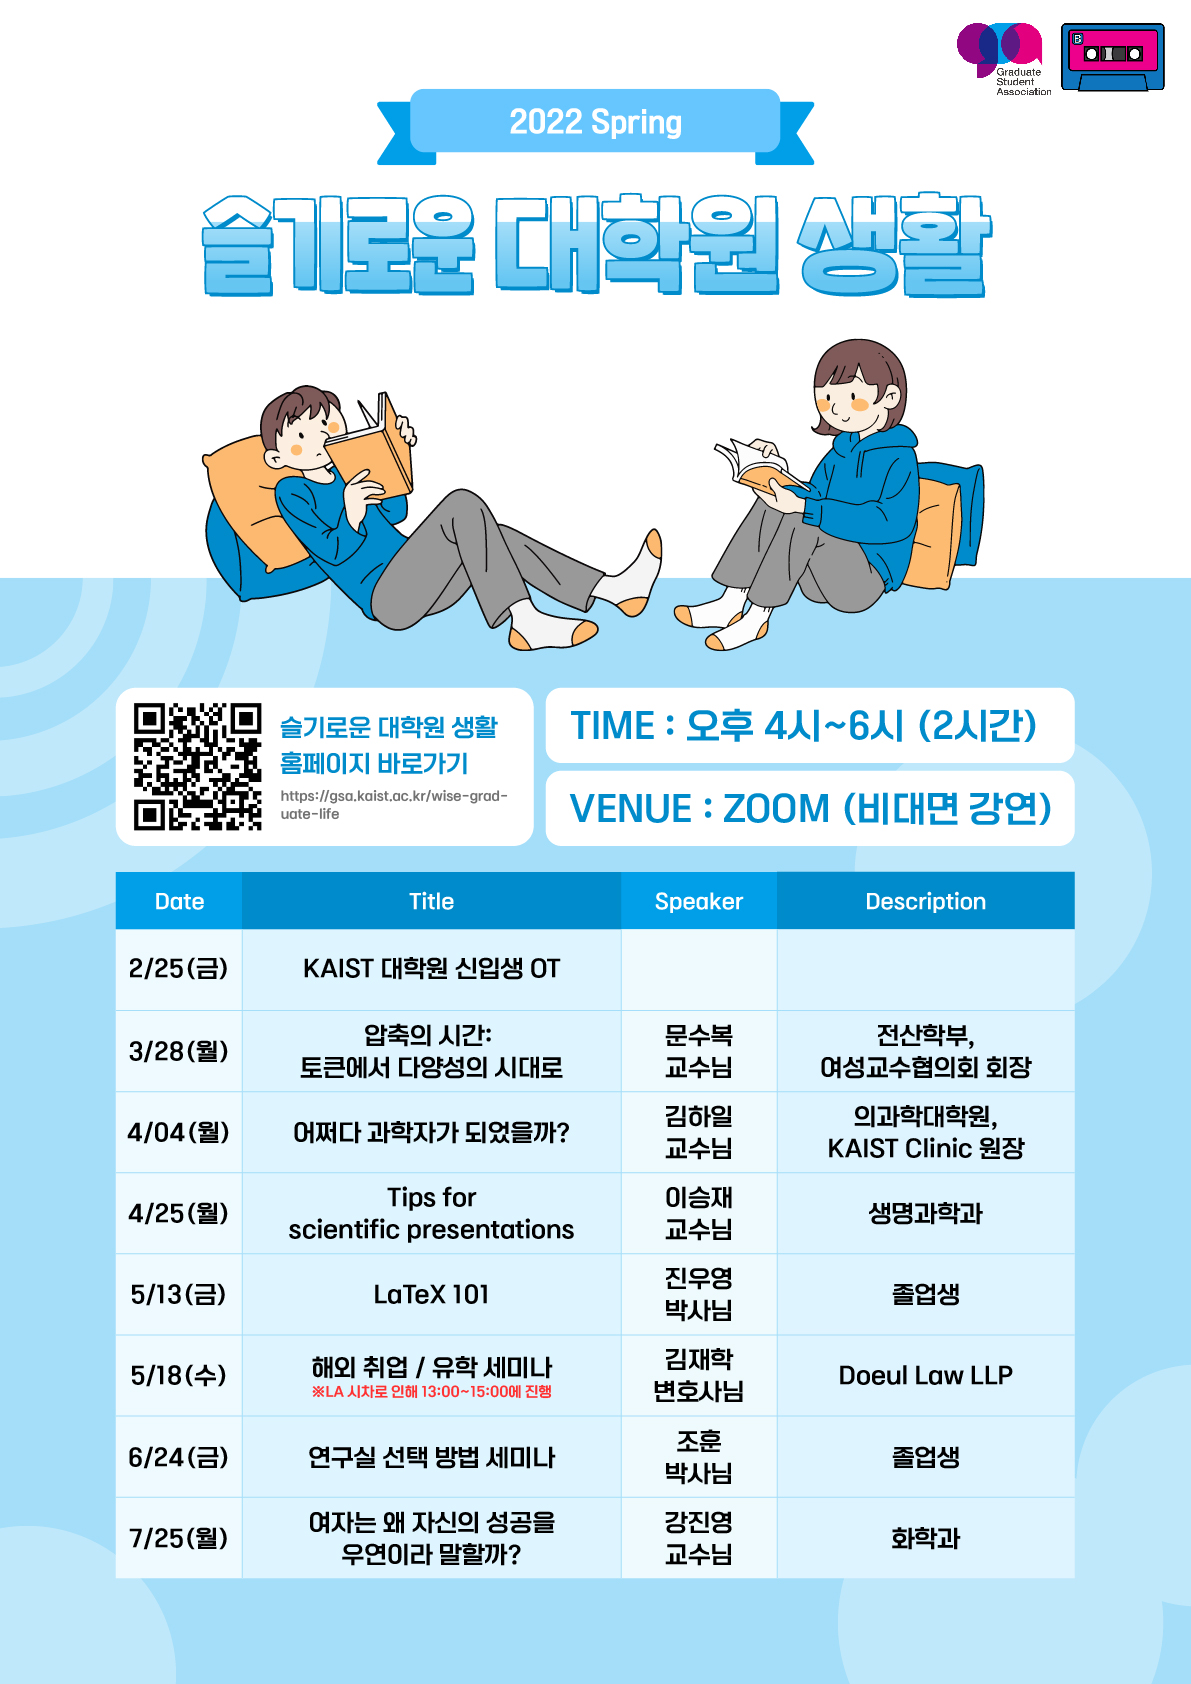 Graduate
Student
Association
B
2022 Spring
슬기로운 대학원 생활
슬기로운 대학원 생활
홈페이지 바로가기
https://gsa.kaist.ac.kr/wise-grad-
uate-life
TIME : 오후 4시~6시 (2시간)
VENUE : ZOOM (비대면 강연)
Date Title Speaker Description
2/25(금) KAIST 대학원 신입생 OT
3/28(월)
압축의 시간:
토큰에서 다양성의 시대로
문수복
교수님
전산학부,
여성교수협의회 회장
4/04(월) 어쩌다 과학자가 되었을까?
김하일
교수님
의과학대학원,
KAIST Clinic 원장
4/25(월)
Tips for
scientific presentations
이승재
교수님
생명과학과
5/13(금) LaTeX 101
진우영
박사님
졸업생
5/18(수)
해외 취업 / 유학 세미나
※LA 시차로 인해 13:00~15:00에 진행
김재학
변호사님
Doeul Law LLP
6/24(금) 연구실 선택 방법 세미나
조훈
박사님
졸업생
7/25(월)
여자는 왜 자신의 성공을
우연이라 말할까?
강진영
교수님
화학과